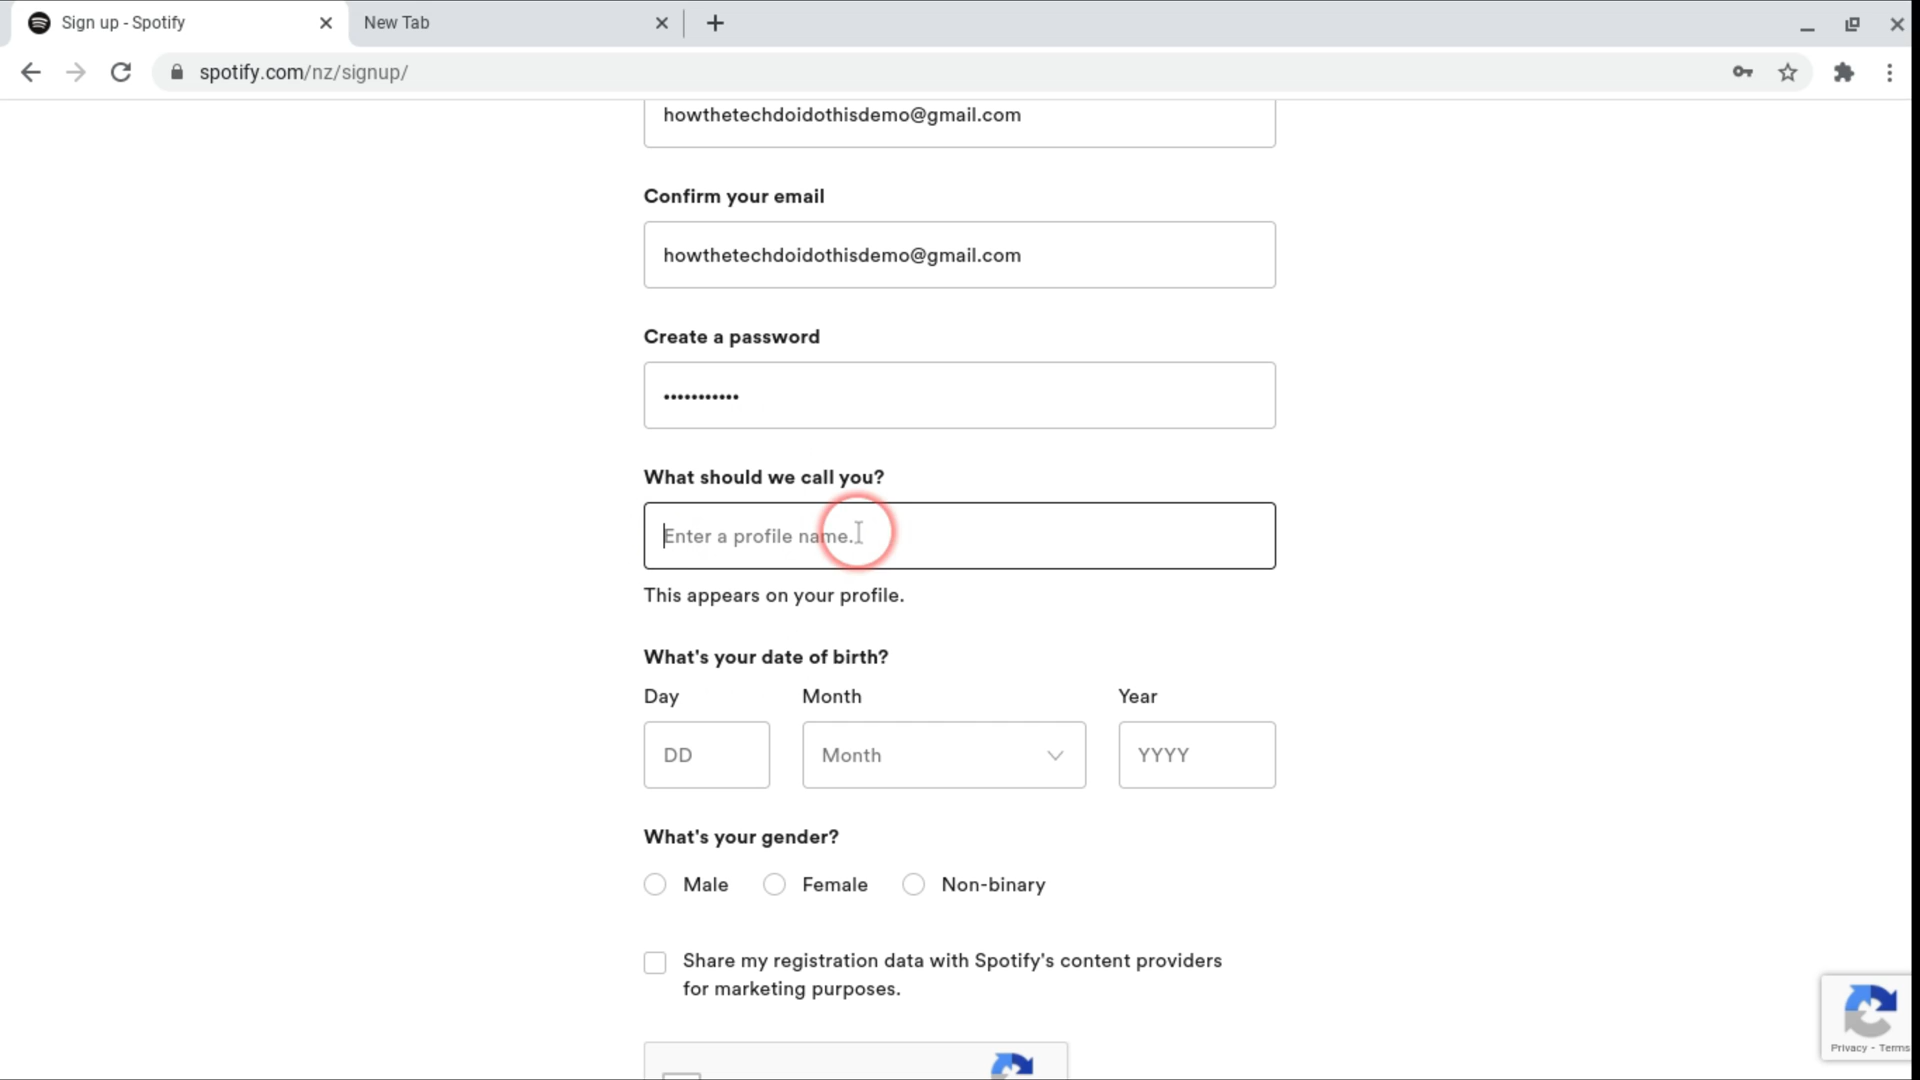 Sign up - Spotify
New Tab
spotify.com/nz/signup/
howthetechdoidothisdemo@gmail.com
Confirm your email
howthetechdoidothisdemo@gmail.com
Create a password
•••••••••••
What should we call you?
Enter a profile name.
This appears on your profile.
What's your date of birth?
Day Month Year
DD Month YYYY
What's your gender?
Male Female Non-binary
Share my registration data with Spotify's content providers
for marketing purposes.
Privacy - Terms